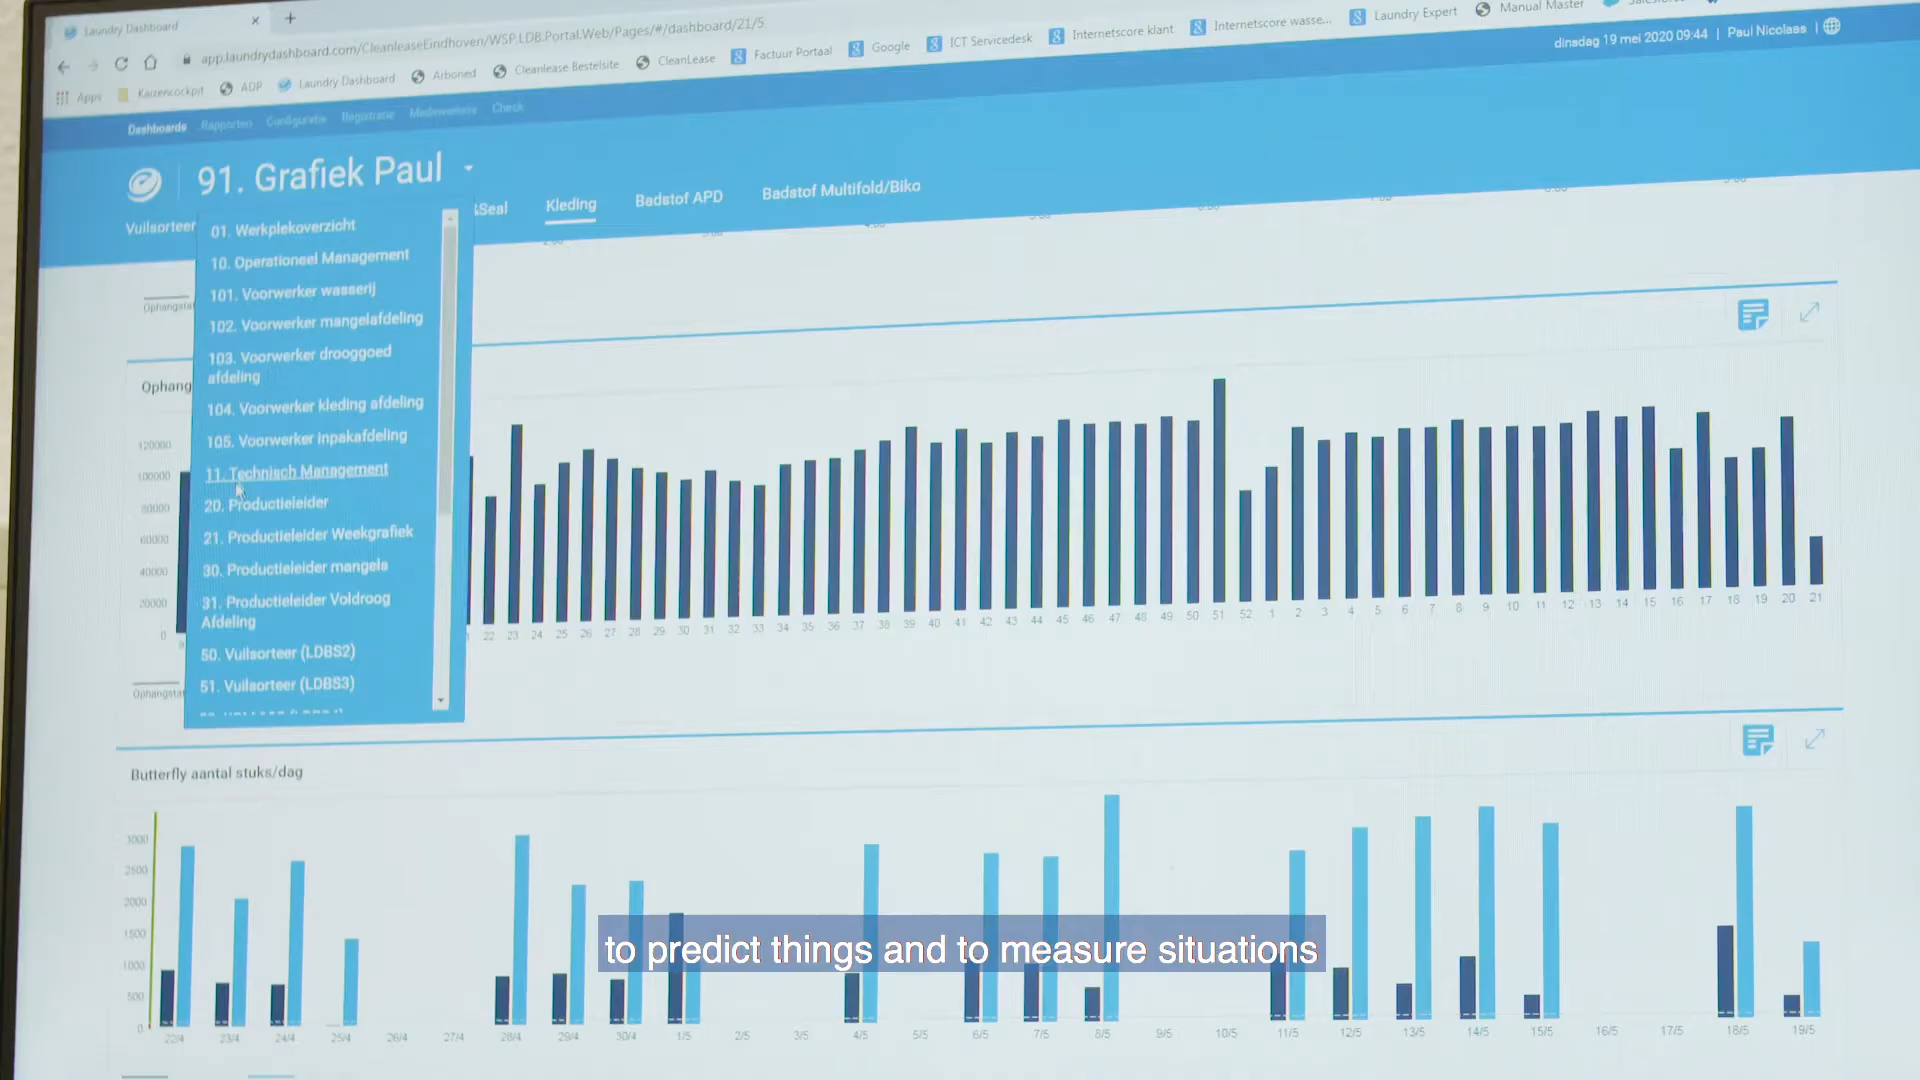 Laundry Dashboard
app.laundrydashboard.com/CleanleaseEindhoven/WSP.LDB.Portal.Web/Pages/#/dashboard/21/5
Apps Kaizencockpit ADP Laundry Dashboard Arboned Cleanlease Bestelsite CleanLease Factuur Portaal Google ICT Servicedesk Internetscore klant Internetscore wasse... Laundry Expert Manual Master
dinsdag 19 mei 2020 09:44 | Paul Nicolaas
Dashboards Rapporten Configuratie Registratie Medewerkers Check
91. Grafiek Paul
Vuilsorteer &Seal Kleding Badstof APD Badstof Multifold/Biko
01. Werkplekoverzicht
10. Operationeel Management
101. Voorwerker wasserij
102. Voorwerker mangelafdeling
103. Voorwerker drooggoed
afdeling
104. Voorwerker kleding afdeling
105. Voorwerker inpakafdeling
11. Technisch Management
20. Productieleider
21. Productieleider Weekgrafiek
30. Productieleider mangels
31. Productieleider Voldroog
Afdeling
50. Vuilsorteer (LDBS2)
51. Vuilsorteer (LDBS3)
Ophangstat
Ophang
120000
100000
80000
60000
40000
20000
0
22 23 24 25 26 27 28 29 30 31 32 33 34 35 36 37 38 39 40 41 42 43 44 45 46 47 48 49 50 51 52 1 2 3 4 5 6 7 8 9 10 11 12 13 14 15 16 17 18 19 20 21
Ophangstat
Butterfly aantal stuks/dag
3000
2500
2000
1500
1000
500
0
22/4 23/4 24/4 25/4 26/4 27/4 28/4 29/4 30/4 1/5 2/5 3/5 4/5 5/5 6/5 7/5 8/5 9/5 10/5 11/5 12/5 13/5 14/5 15/5 16/5 17/5 18/5 19/5
to predict things and to measure situations